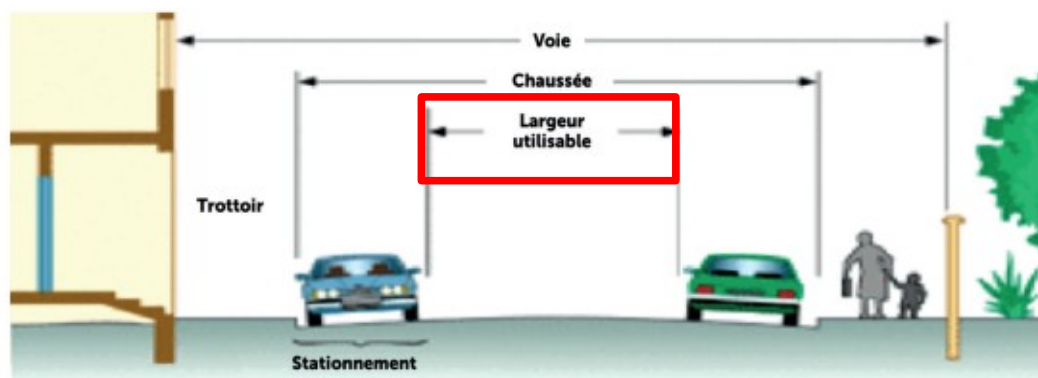 Voie
Chaussée
Largeur
utilisable
Trottoir
Stationnement